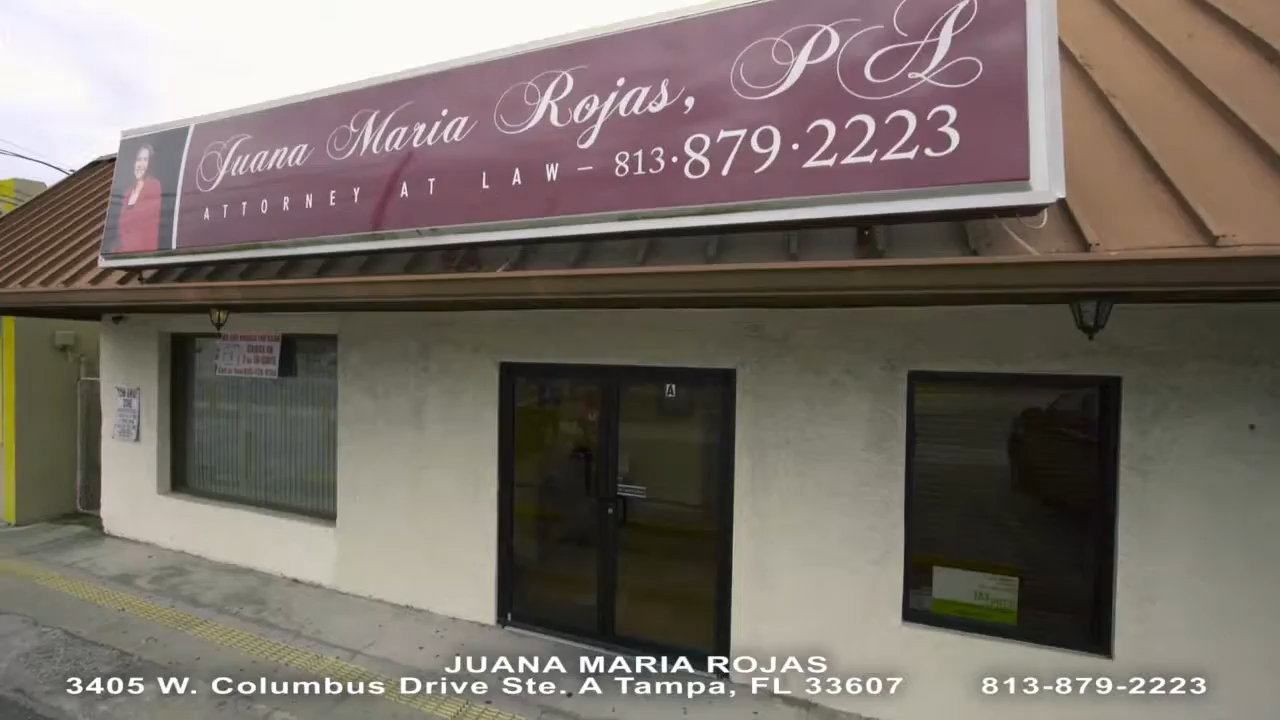 Juana Maria Rojas, PA
ATTORNEY AT LAW – 813·879·2223
A
JUANA MARIA ROJAS
3405 W. Columbus Drive Ste. A Tampa, FL 33607 813-879-2223